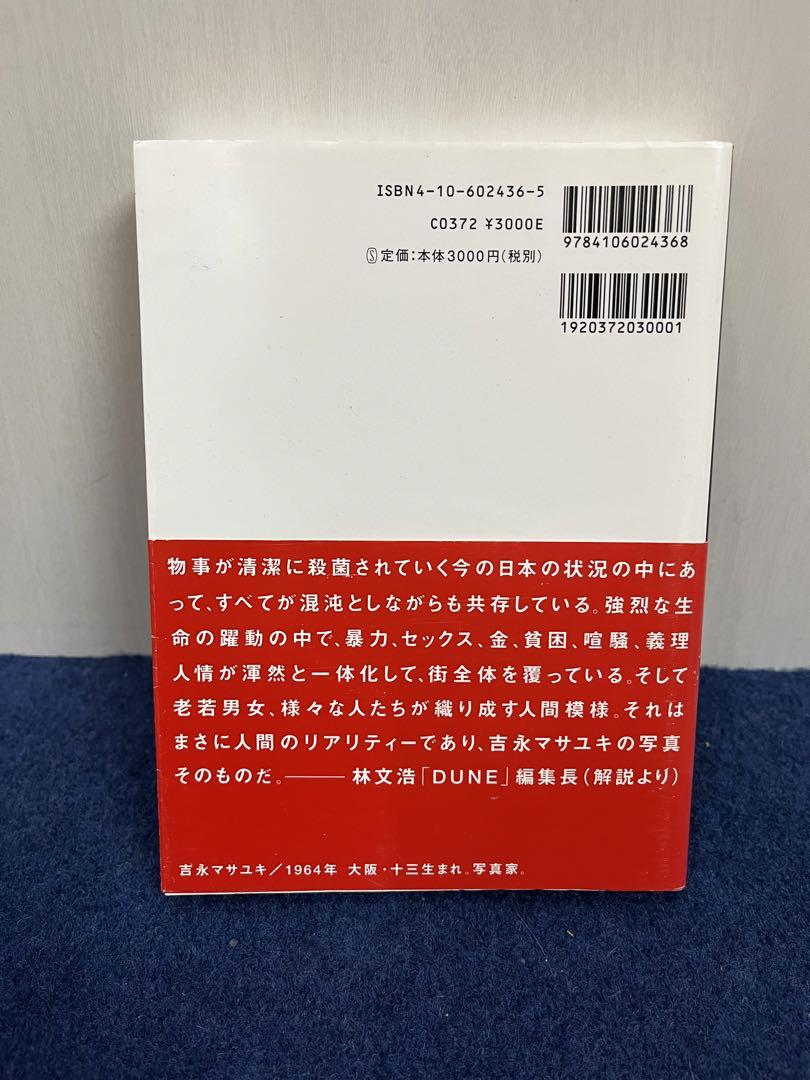 ISBN4-10-602436-5
C0372 ¥3000E
Ⓢ定価：本体3000円（税別）
9784106024368
1920372030001
物事が清潔に殺菌されていく今の日本の状況の中にあ
って、すべてが混沌としながらも共存している。強烈な生
命の躍動の中で、暴力、セックス、金、貧困、喧騒、義理
人情が渾然と一体化して、街全体を覆っている。そして
老若男女、様々な人たちが織り成す人間模様。それは
まさに人間のリアリティーであり、吉永マサユキの写真
そのものだ。――林文浩「DUNE」編集長（解説より）
吉永マサユキ／1964年 大阪・十三生まれ。写真家。